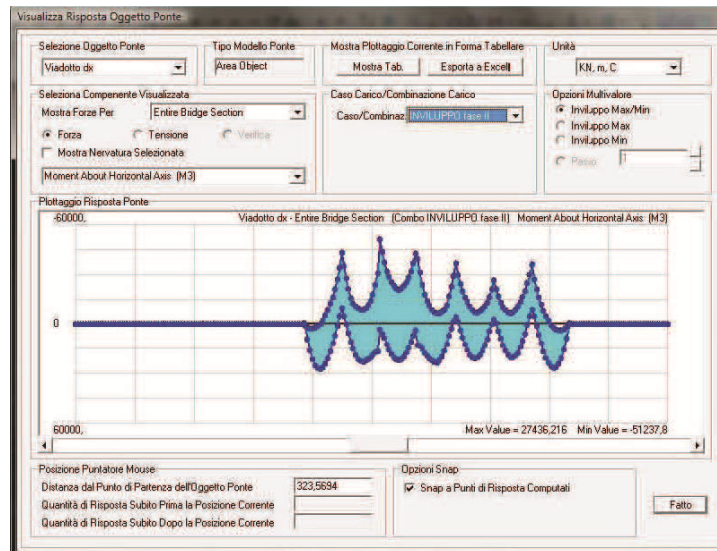 Visualizza Risposta Oggetto Ponte
Selezione Oggetto Ponte
Viadotto dx
Tipo Modello Ponte
Area Object
Mostra Plottaggio Corrente in Forma Tabellare
Mostra Tab.
Esporta a Excell
Unità
KN, m, C
Seleziona Compenente Visualizzata
Mostra Forze Per
Entire Bridge Section
Forza
Tensione
Verifica
Mostra Nervatura Selezionata
Moment About Horizontal Axis (M3)
Caso Carico/Combinazione Carico
Caso/Combinaz.
INVILUPPO fase II
Opzioni Multivalore
Inviluppo Max/Min
Inviluppo Max
Inviluppo Min
Passo
1
Plottaggio Risposta Ponte
-60000,
Viadotto dx - Entire Bridge Section (Combo INVILUPPO fase II) Moment About Horizontal Axis (M3)
0
60000,
Max Value = 27436,216 Min Value = -51237,8
Posizione Puntatore Mouse
Distanza dal Punto di Partenza dell'Oggetto Ponte
323,5694
Quantità di Risposta Subito Prima la Posizione Corrente
Quantità di Risposta Subito Dopo la Posizione Corrente
Opzioni Snap
Snap a Punti di Risposta Computati
Fatto